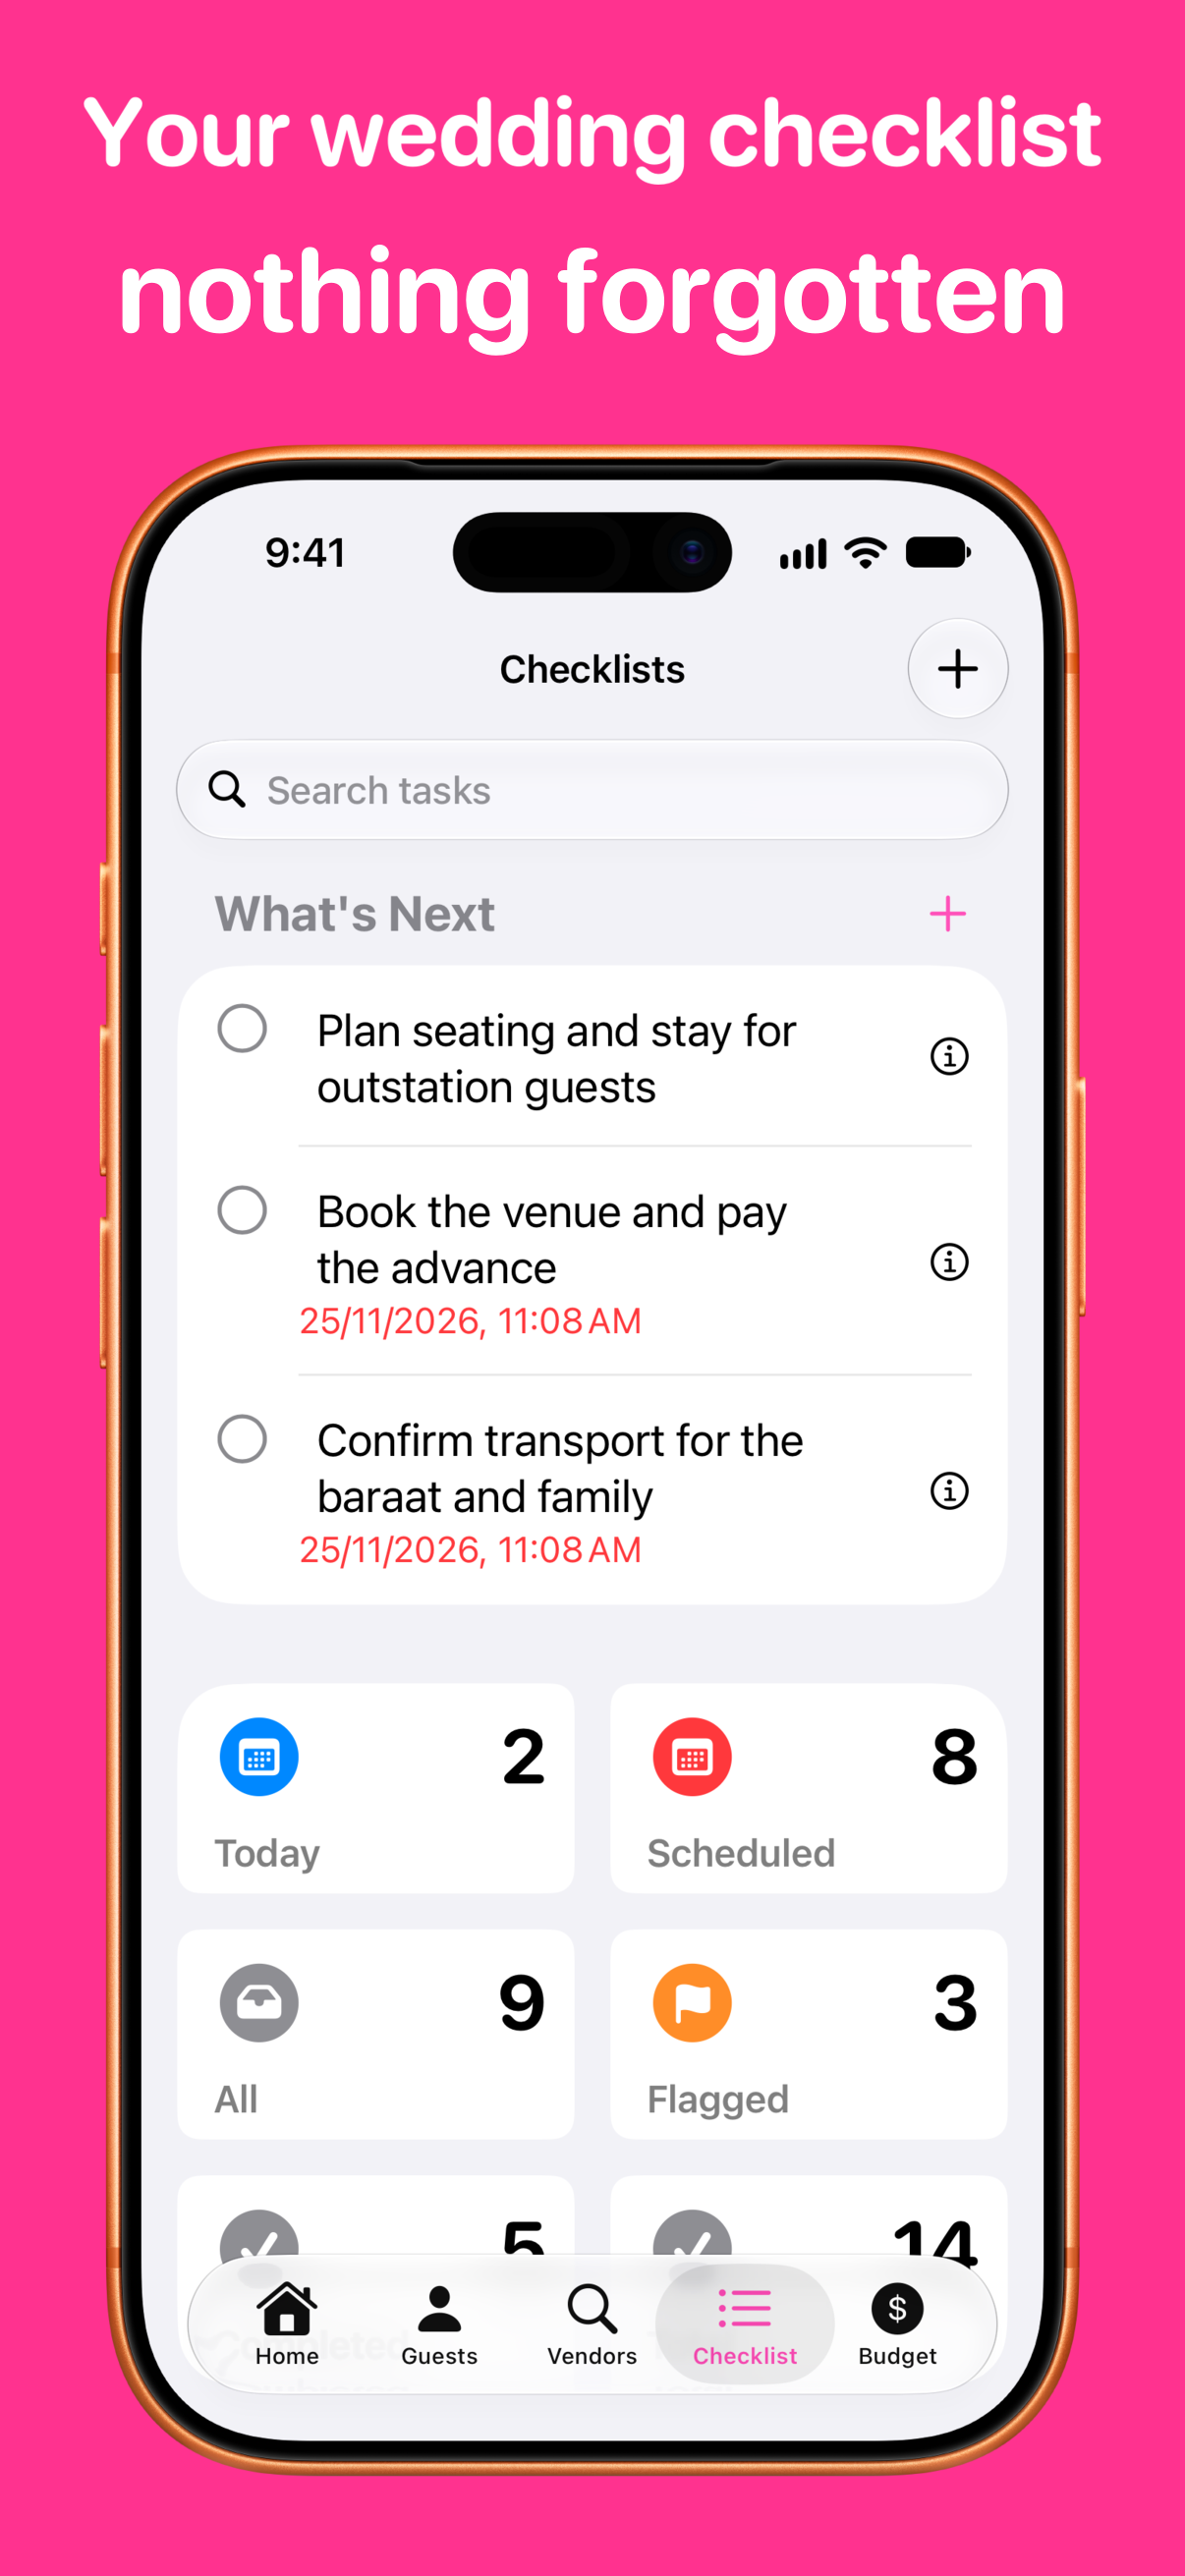 Your wedding checklist
nothing forgotten
9:41
Checklists
Search tasks
What's Next
Plan seating and stay for
outstation guests
Book the venue and pay
the advance
25/11/2026, 11:08 AM
Confirm transport for the
baraat and family
25/11/2026, 11:08 AM
2
8
Today
Scheduled
9
3
All
Flagged
5
14
Completed
Home
Guests
Vendors
Checklist
Budget